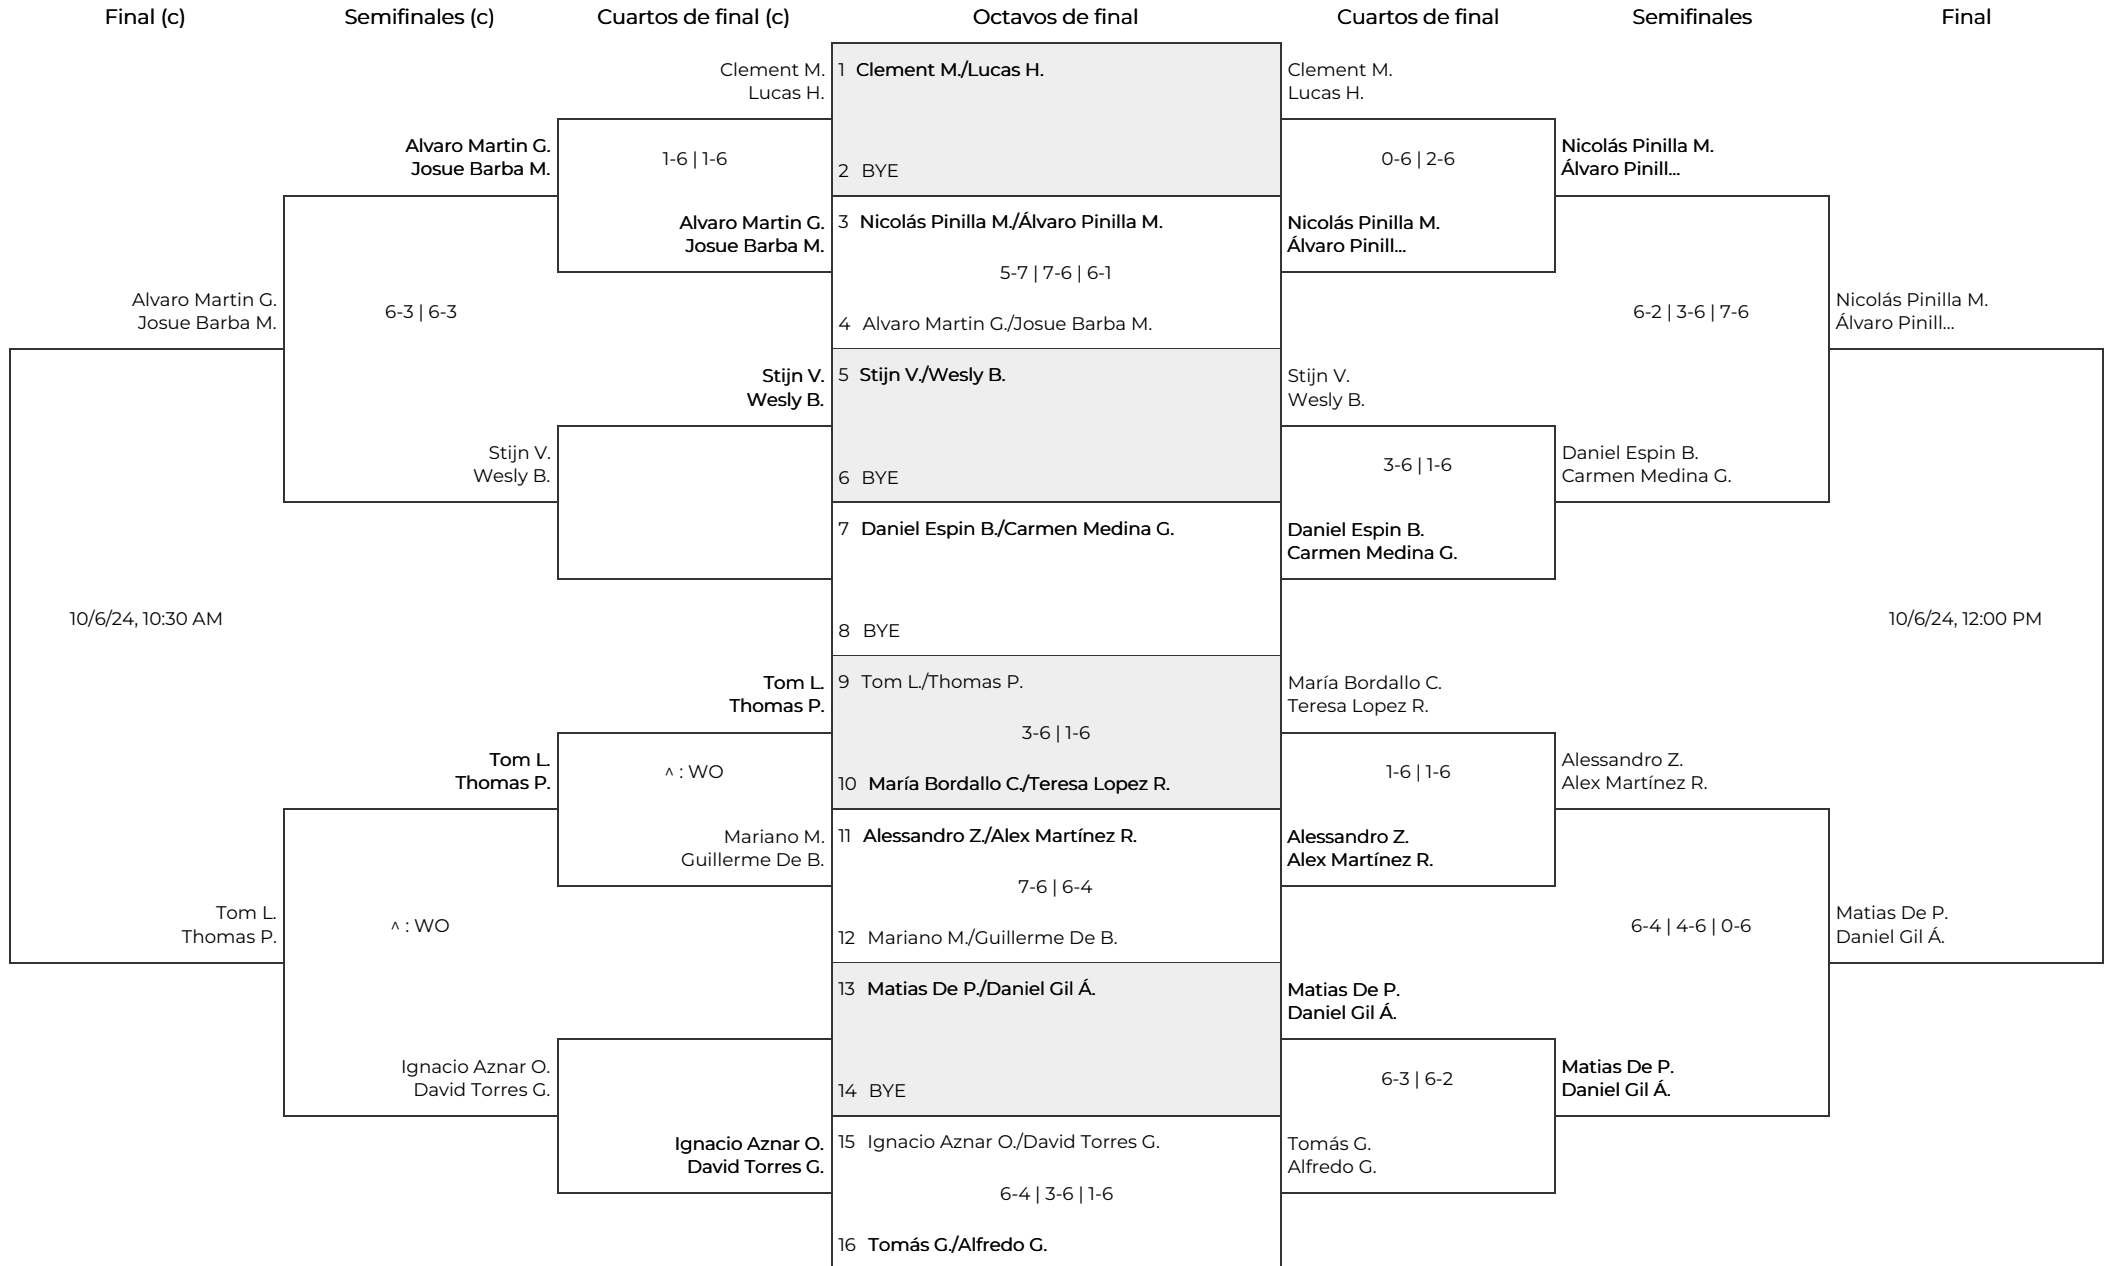 Final (c)
Semifinales (c)
Cuartos de final (c)
Octavos de final
Cuartos de final
Semifinales
Final
Alvaro Martin G.
Josue Barba M.
10/6/24, 10:30 AM
Tom L.
Thomas P.
Alvaro Martin G.
Josue Barba M.
6-3 | 6-3
Stijn V.
Wesly B.
Tom L.
Thomas P.
^ : WO
Ignacio Aznar O.
David Torres G.
Clement M.
Lucas H.
1-6 | 1-6
Alvaro Martin G.
Josue Barba M.
Stijn V.
Wesly B.
Tom L.
Thomas P.
^ : WO
Mariano M.
Guillerme De B.
Ignacio Aznar O.
David Torres G.
1 Clement M./Lucas H.
2 BYE
3 Nicolás Pinilla M./Álvaro Pinilla M.
5-7 | 7-6 | 6-1
4 Alvaro Martin G./Josue Barba M.
5 Stijn V./Wesly B.
6 BYE
7 Daniel Espin B./Carmen Medina G.
8 BYE
9 Tom L./Thomas P.
3-6 | 1-6
10 María Bordallo C./Teresa Lopez R.
11 Alessandro Z./Alex Martínez R.
7-6 | 6-4
12 Mariano M./Guillerme De B.
13 Matias De P./Daniel Gil Á.
14 BYE
15 Ignacio Aznar O./David Torres G.
6-4 | 3-6 | 1-6
16 Tomás G./Alfredo G.
Clement M.
Lucas H.
0-6 | 2-6
Nicolás Pinilla M.
Álvaro Pinill...
Stijn V.
Wesly B.
3-6 | 1-6
Daniel Espin B.
Carmen Medina G.
María Bordallo C.
Teresa Lopez R.
1-6 | 1-6
Alessandro Z.
Alex Martínez R.
Matias De P.
Daniel Gil Á.
6-3 | 6-2
Tomás G.
Alfredo G.
Nicolás Pinilla M.
Álvaro Pinill...
6-2 | 3-6 | 7-6
Daniel Espin B.
Carmen Medina G.
Alessandro Z.
Alex Martínez R.
6-4 | 4-6 | 0-6
Matias De P.
Daniel Gil Á.
Nicolás Pinilla M.
Álvaro Pinill...
10/6/24, 12:00 PM
Matias De P.
Daniel Gil Á.